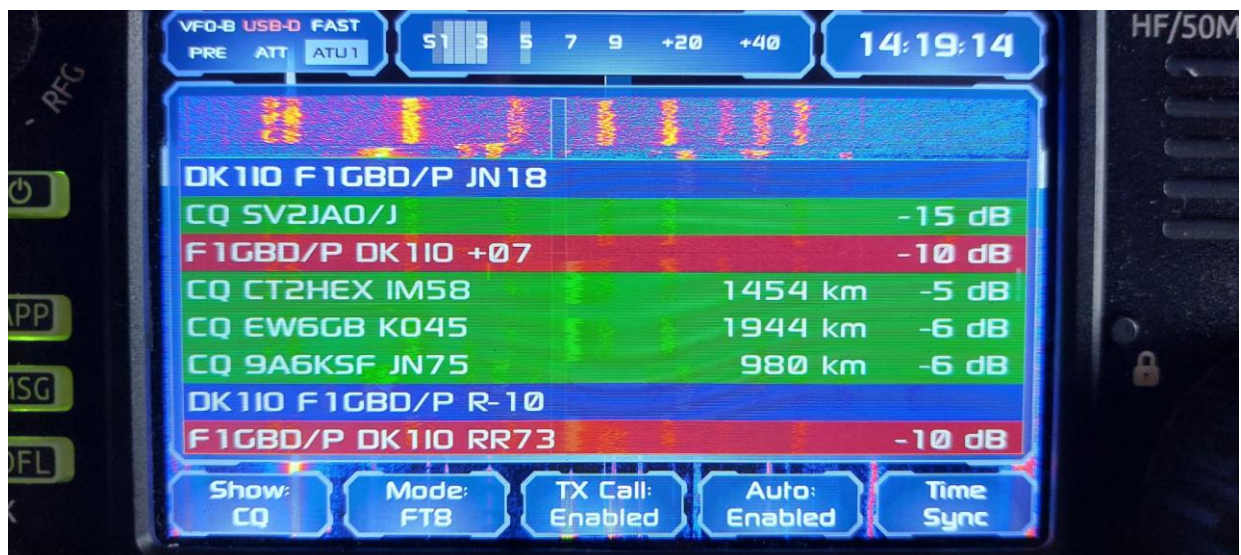 VFO-B USB-D FAST
PRE ATT ATU1
S1 3 5 7 9 +20 +40
14:19:14
HF/50M
RFG
DK1IO F1GBD/P JN18
CQ SV2JAO/J -15 dB
F1GBD/P DK1IO +07 -10 dB
CQ CT2HEX IM58 1454 km -5 dB
CQ EW6GB KO45 1944 km -6 dB
CQ 9A6KSF JN75 980 km -6 dB
DK1IO F1GBD/P R-10
F1GBD/P DK1IO RR73 -10 dB
APP
MSG
DFL
Show: CQ
Mode: FT8
TX Call: Enabled
Auto: Enabled
Time Sync